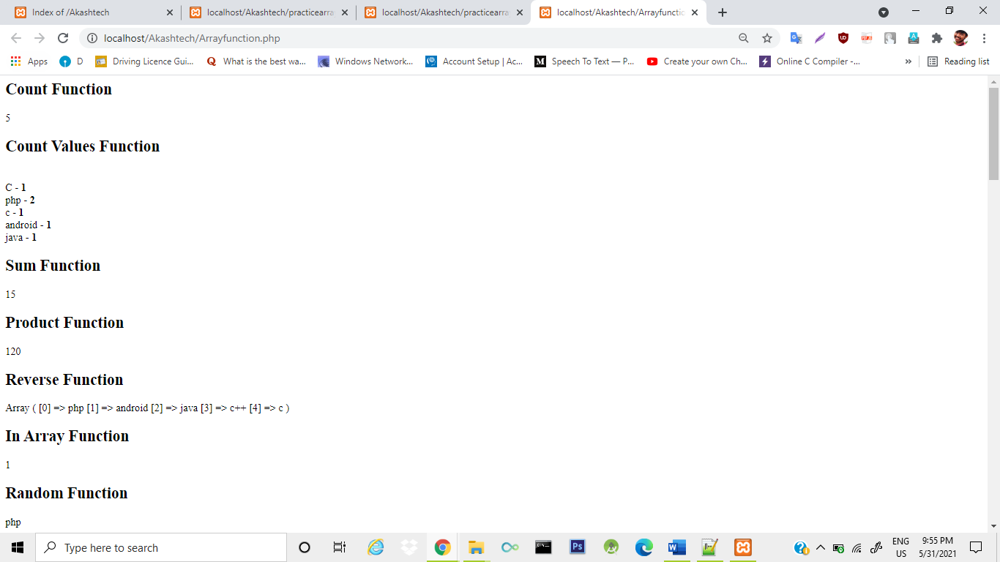 Index of /Akashtech
localhost/Akashtech/practicearra
localhost/Akashtech/practicearra
localhost/Akashtech/Arrayfunctio
localhost/Akashtech/Arrayfunction.php
Apps
D
Driving Licence Gui...
What is the best wa...
Windows Network...
Account Setup | Ac...
Speech To Text — P...
Create your own Ch...
Online C Compiler -...
»
Reading list
Count Function
5
Count Values Function
C - 1
php - 2
c - 1
android - 1
java - 1
Sum Function
15
Product Function
120
Reverse Function
Array ( [0] => php [1] => android [2] => java [3] => c++ [4] => c )
In Array Function
1
Random Function
php
Type here to search
ENG
US
9:55 PM
5/31/2021